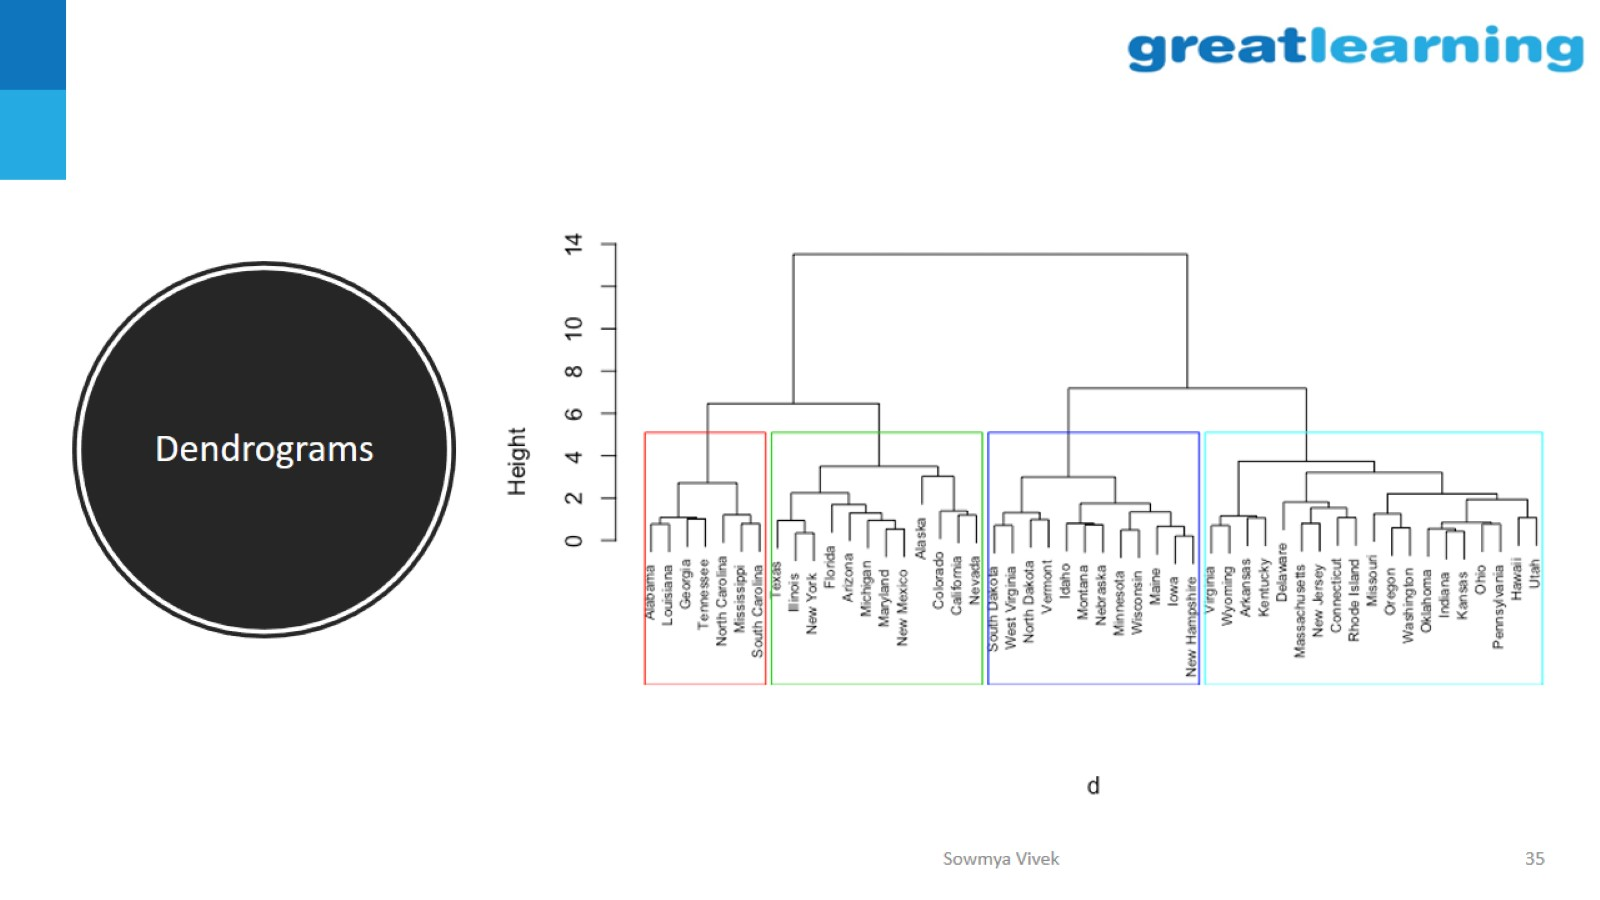 greatlearning
Dendrograms
Height
14
10
8
6
4
2
0
Alabama
Louisiana
Georgia
Tennessee
North Carolina
Mississippi
South Carolina
Texas
Illinois
New York
Florida
Arizona
Michigan
Maryland
New Mexico
Alaska
Colorado
California
Nevada
South Dakota
West Virginia
North Dakota
Vermont
Idaho
Montana
Nebraska
Minnesota
Wisconsin
Maine
Iowa
New Hampshire
Virginia
Wyoming
Arkansas
Kentucky
Delaware
Massachusetts
New Jersey
Connecticut
Rhode Island
Missouri
Oregon
Washington
Oklahoma
Indiana
Kansas
Ohio
Pennsylvania
Hawaii
Utah
d
Sowmya Vivek
35